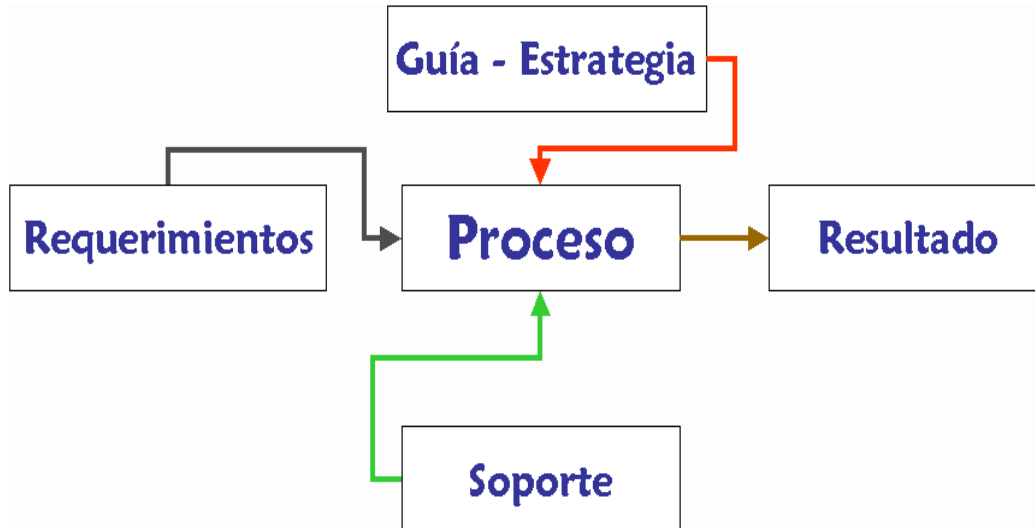 Guía - Estrategia
Requerimientos
Proceso
Resultado
Soporte